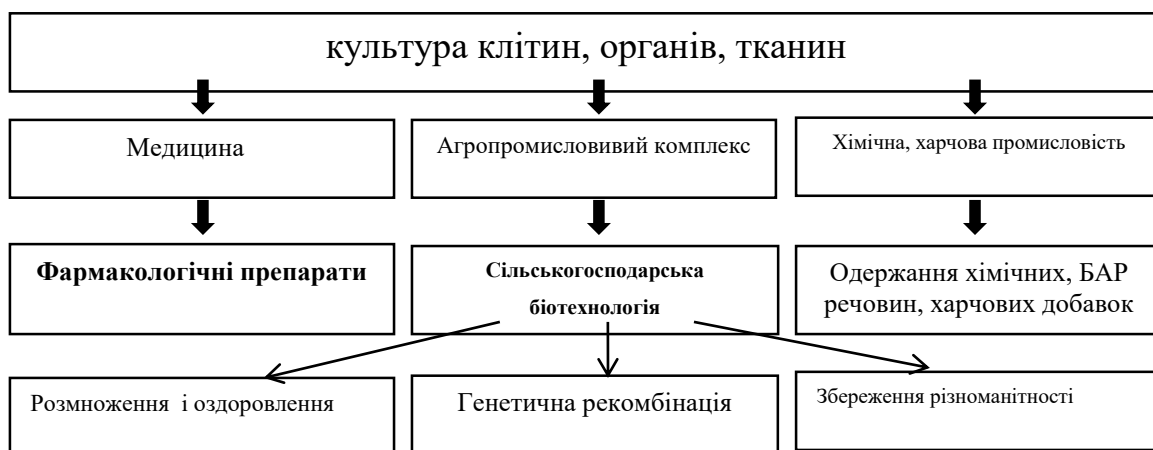 культура клітин, органів, тканин
Медицина
Агропромисловивий комплекс
Хімічна, харчова промисловість
Фармакологічні препарати
Сільськогосподарська
біотехнологія
Одержання хімічних, БАР
речовин, харчових добавок
Розмноження і оздоровлення
Генетична рекомбінація
Збереження різноманітності